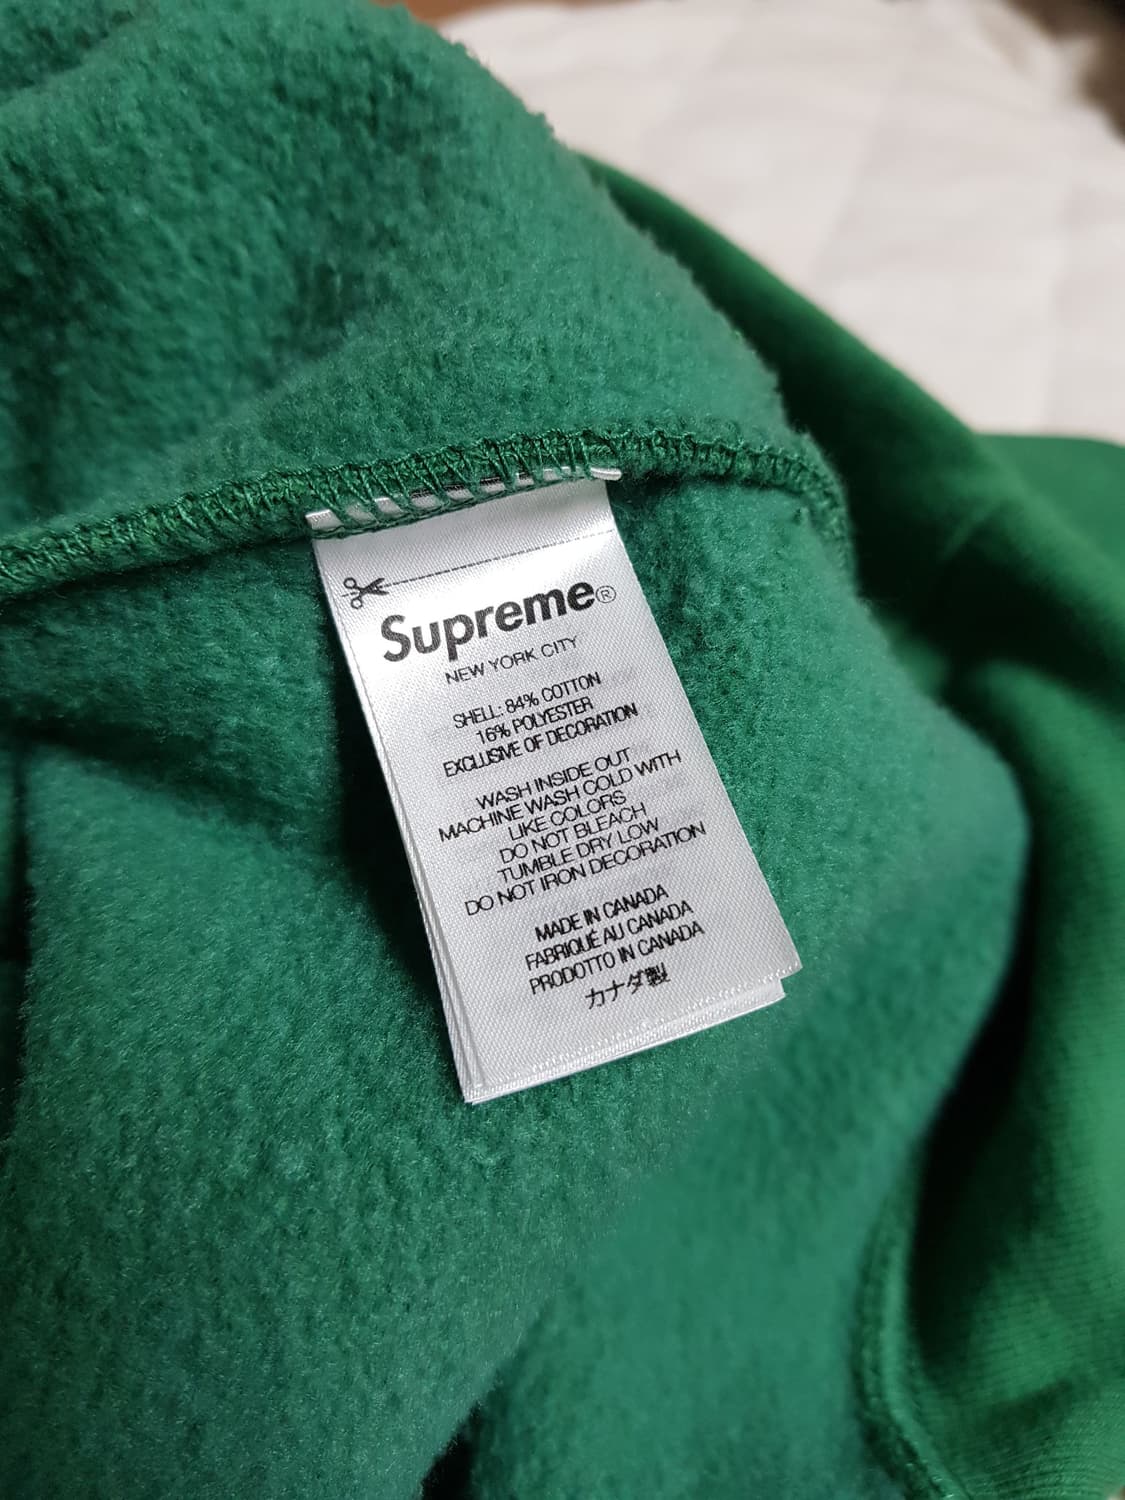 Supreme®
NEW YORK CITY
SHELL: 84% COTTON
16% POLYESTER
EXCLUSIVE OF DECORATION
WASH INSIDE OUT
MACHINE WASH COLD WITH
LIKE COLORS
DO NOT BLEACH
TUMBLE DRY LOW
DO NOT IRON DECORATION
MADE IN CANADA
FABRIQUÉ AU CANADA
PRODOTTO IN CANADA
カナダ製